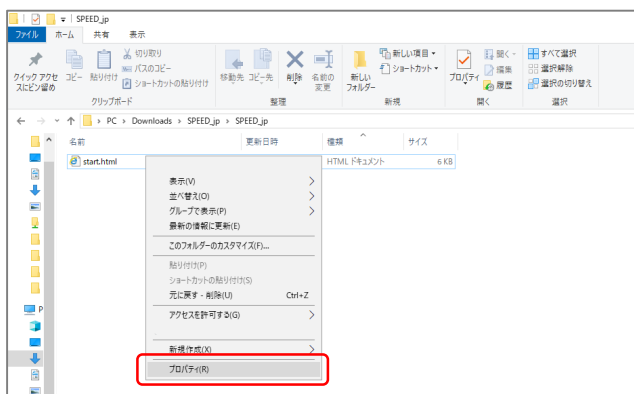 SPEED_jp
ファイル ホーム 共有 表示
クイック アクセスにピン留め
コピー
貼り付け
切り取り
パスのコピー
ショートカットの貼り付け
クリップボード
移動先
コピー先
削除
名前の変更
整理
新しいフォルダー
新しい項目
ショートカット
新規
プロパティ
開く
編集
履歴
開く
すべて選択
選択解除
選択の切り替え
選択
PC > Downloads > SPEED_jp > SPEED_jp
名前 更新日時 種類 サイズ
start.html HTML ドキュメント 6 KB
表示(V)
並べ替え(O)
グループで表示(P)
最新の情報に更新(E)
このフォルダーのカスタマイズ(F)...
貼り付け(P)
ショートカットの貼り付け(S)
元に戻す - 削除(U) Ctrl+Z
アクセスを許可する(G)
新規作成(X)
プロパティ(R)
P